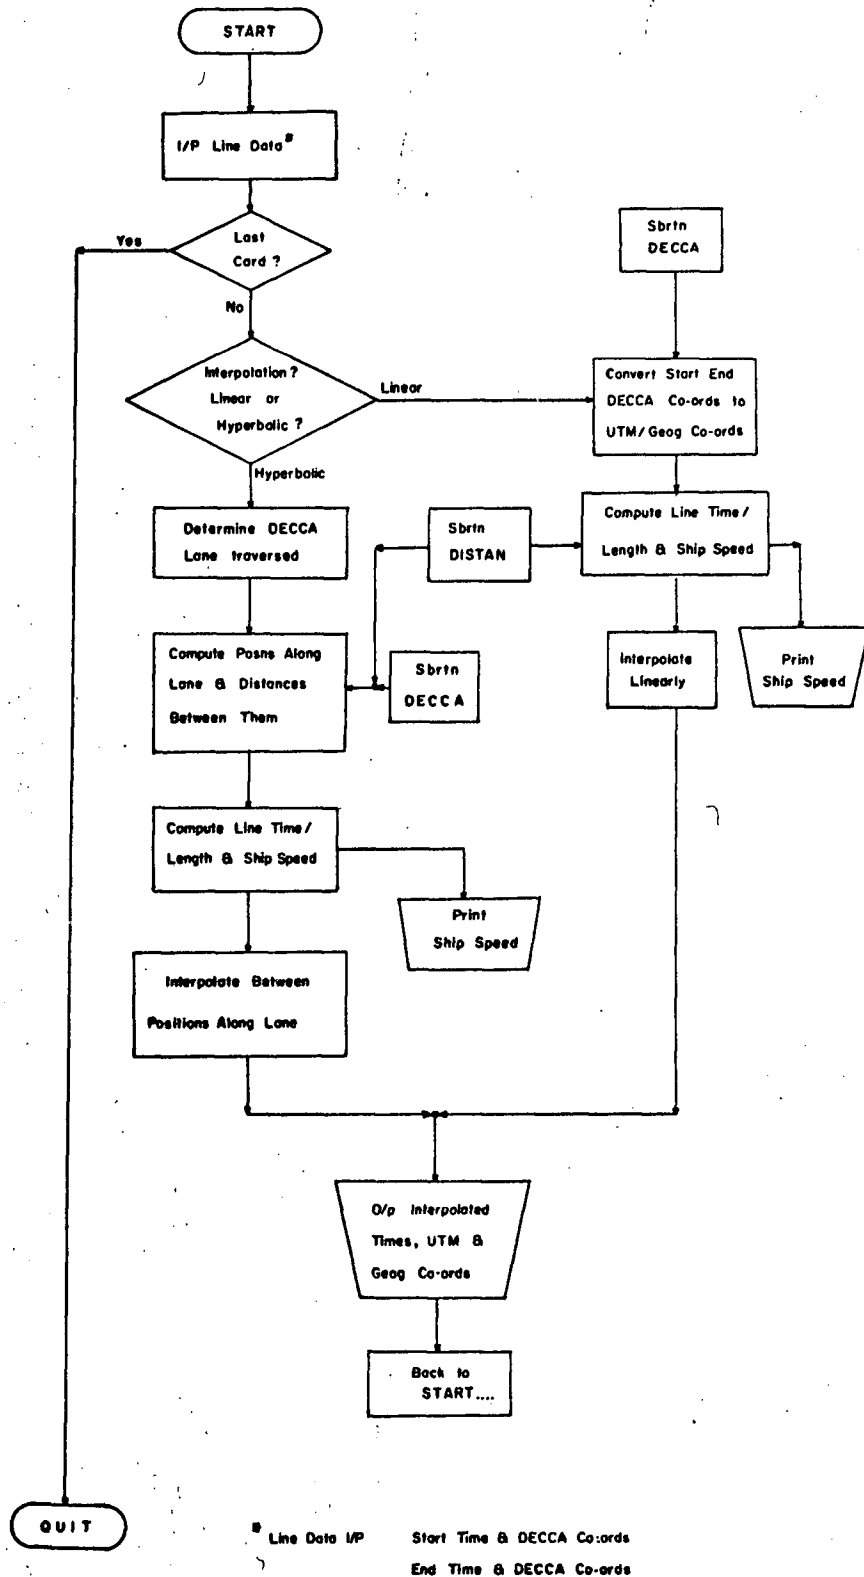 START
I/P Line Data*
Last
Card ?
Yes
No
Sbrtn
DECCA
Interpolation ?
Linear or
Hyperbolic ?
Linear
Hyperbolic
Convert Start End
DECCA Co-ords to
UTM/Geog Co-ords
Determine DECCA
Lane traversed
Sbrtn
DISTAN
Compute Line Time/
Length & Ship Speed
Compute Posns Along
Lane & Distances
Between Them
Sbrtn
DECCA
Interpolate
Linearly
Print
Ship Speed
Compute Line Time/
Length & Ship Speed
Print
Ship Speed
Interpolate Between
Positions Along Lane
O/p Interpolated
Times, UTM &
Geog Co-ords
Back to
START....
QUIT
* Line Data I/P Start Time & DECCA Co-ords
End Time & DECCA Co-ords